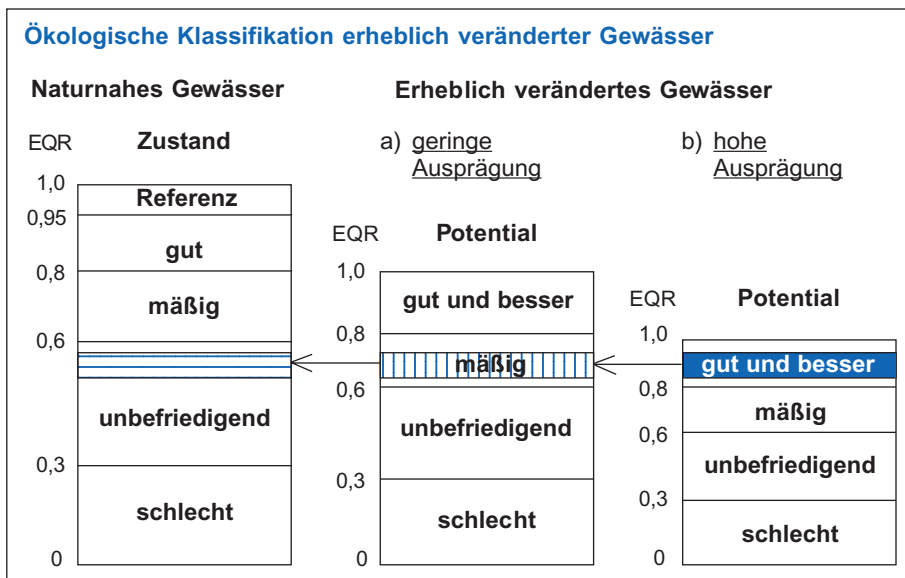 Ökologische Klassifikation erheblich veränderter Gewässer
Naturnahes Gewässer
Erheblich verändertes Gewässer
EQR
Zustand
1,0
Referenz
0,95
gut
0,8
mäßig
0,6
unbefriedigend
0,3
schlecht
0
a) geringe
Ausprägung
EQR
Potential
1,0
gut und besser
0,8
mäßig
0,6
unbefriedigend
0,3
schlecht
0
b) hohe
Ausprägung
EQR
Potential
1,0
gut und besser
0,8
mäßig
0,6
unbefriedigend
0,3
schlecht
0